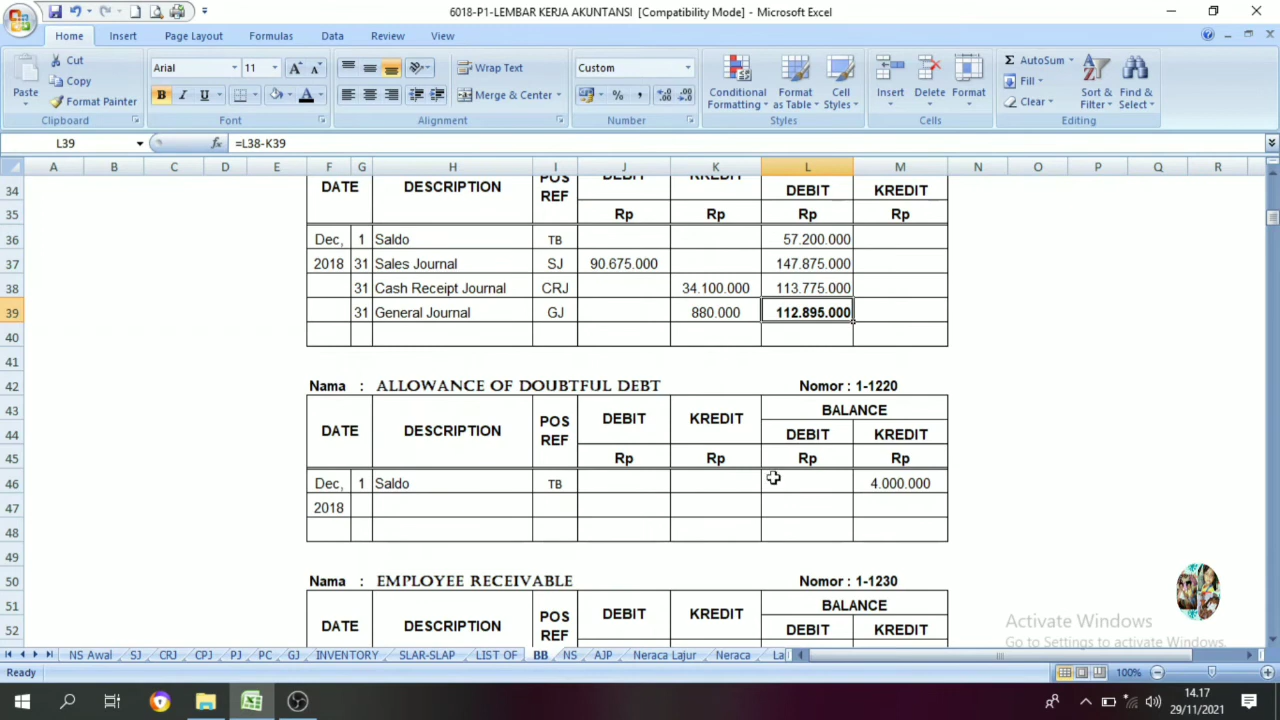 6018-P1-LEMBAR KERJA AKUNTANSI [Compatibility Mode] - Microsoft Excel
Home Insert Page Layout Formulas Data Review View
Paste Cut Copy Format Painter
Arial 11 Wrap Text Merge & Center Custom
B I U % ,
Conditional Formatting Format as Table Cell Styles Insert Delete Format
Σ AutoSum Fill Clear Sort & Filter Find & Select
Clipboard Font Alignment Number Styles Cells Editing
L39 fx =L38-K39
A B C D E F G H I J K L M N O P Q R
34 DATE DESCRIPTION POS REF DEBIT KREDIT DEBIT KREDIT
35 Rp Rp Rp Rp
36 Dec, 1 Saldo TB 57.200.000
37 2018 31 Sales Journal SJ 90.675.000 147.875.000
38 31 Cash Receipt Journal CRJ 34.100.000 113.775.000
39 31 General Journal GJ 880.000 112.895.000
40
41
42 Nama : ALLOWANCE OF DOUBTFUL DEBT Nomor : 1-1220
43 DATE DESCRIPTION POS REF DEBIT KREDIT BALANCE
44 DEBIT KREDIT
45 Rp Rp Rp Rp
46 Dec, 1 Saldo TB 4.000.000
47 2018
48
49
50 Nama : EMPLOYEE RECEIVABLE Nomor : 1-1230
51 DATE DESCRIPTION POS REF DEBIT KREDIT BALANCE
52 DEBIT KREDIT
Activate Windows
Go to Settings to activate Windows.
NS Awal SJ CRJ CPJ PJ PC GJ INVENTORY SLAR-SLAP LIST OF BB NS AJP Neraca Lajur Neraca La
Ready 100%
14.17
29/11/2021